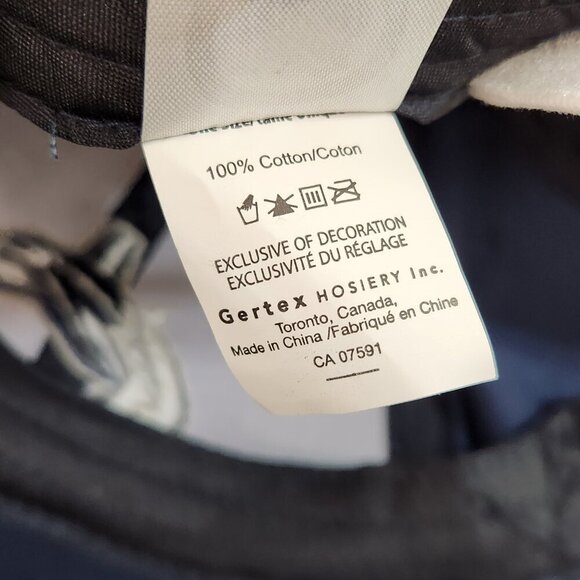 100% Cotton/Coton
EXCLUSIVE OF DECORATION
EXCLUSIVITÉ DU RÉGLAGE
Gertex HOSIERY Inc.
Toronto, Canada,
Made in China /Fabriqué en Chine
CA 07591